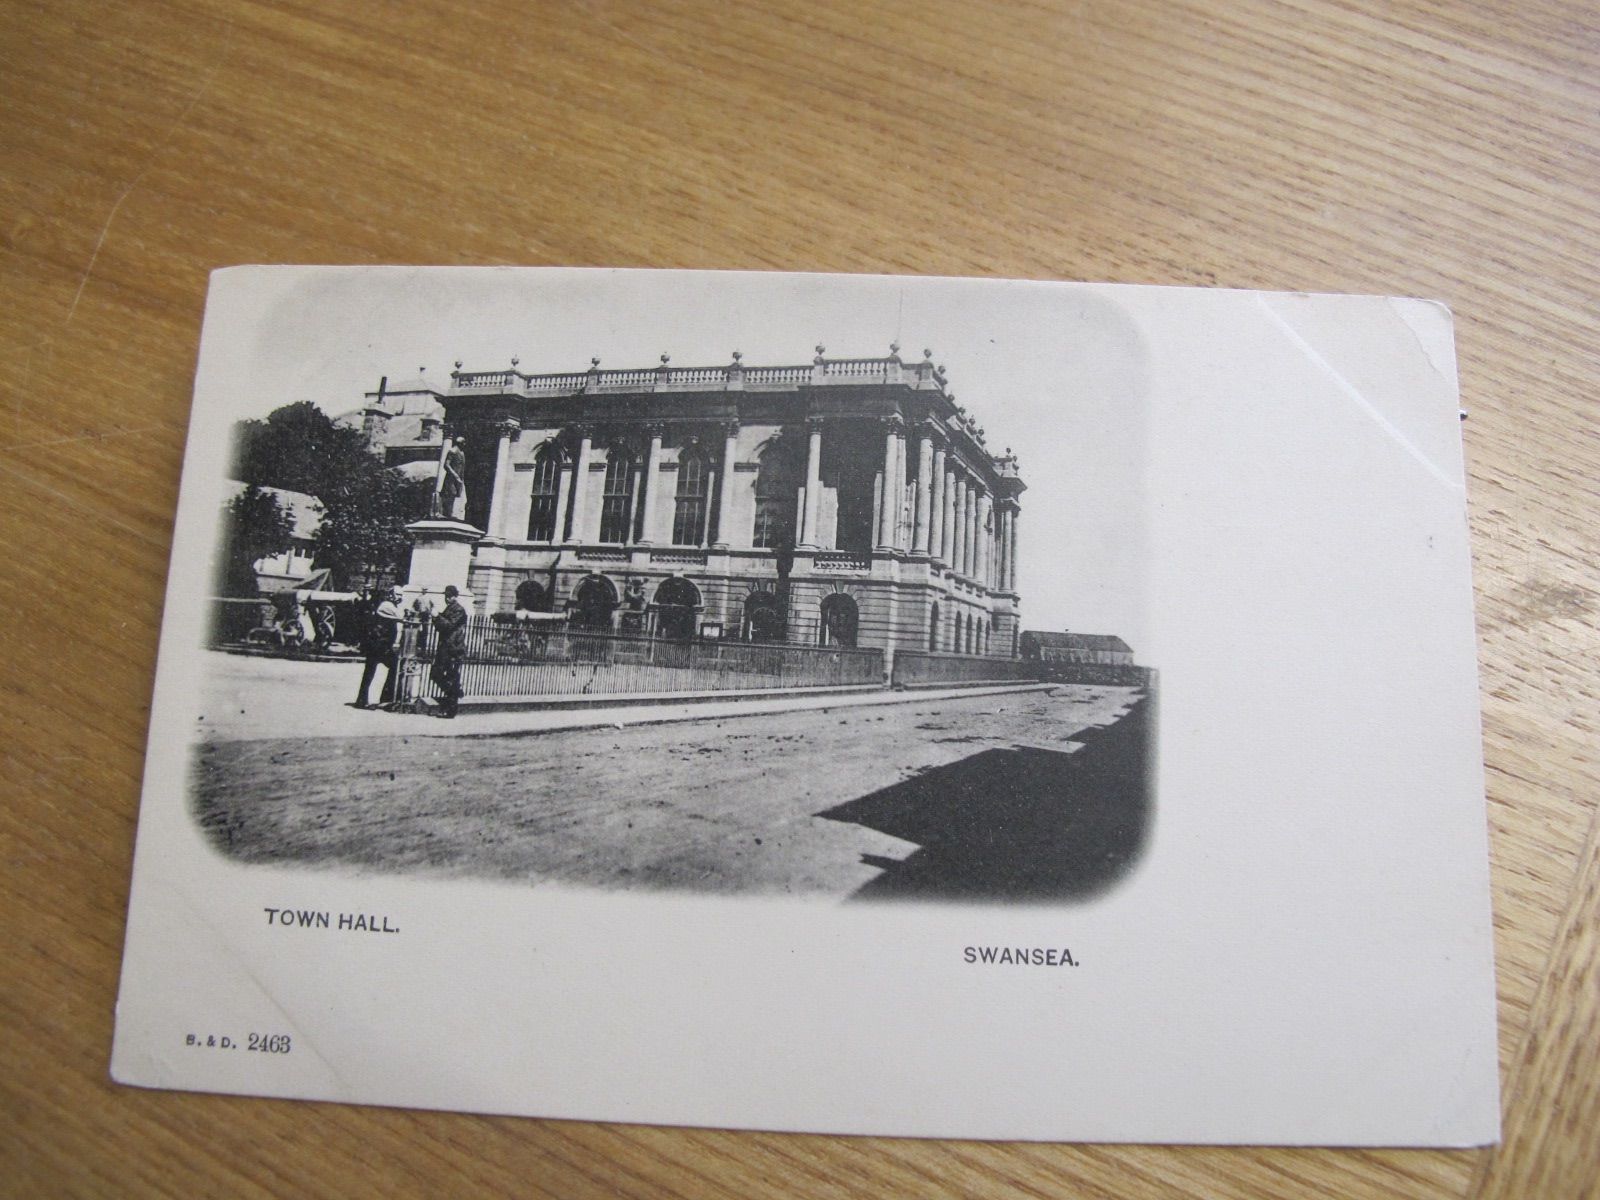 TOWN HALL.
SWANSEA.
B. & D. 2463